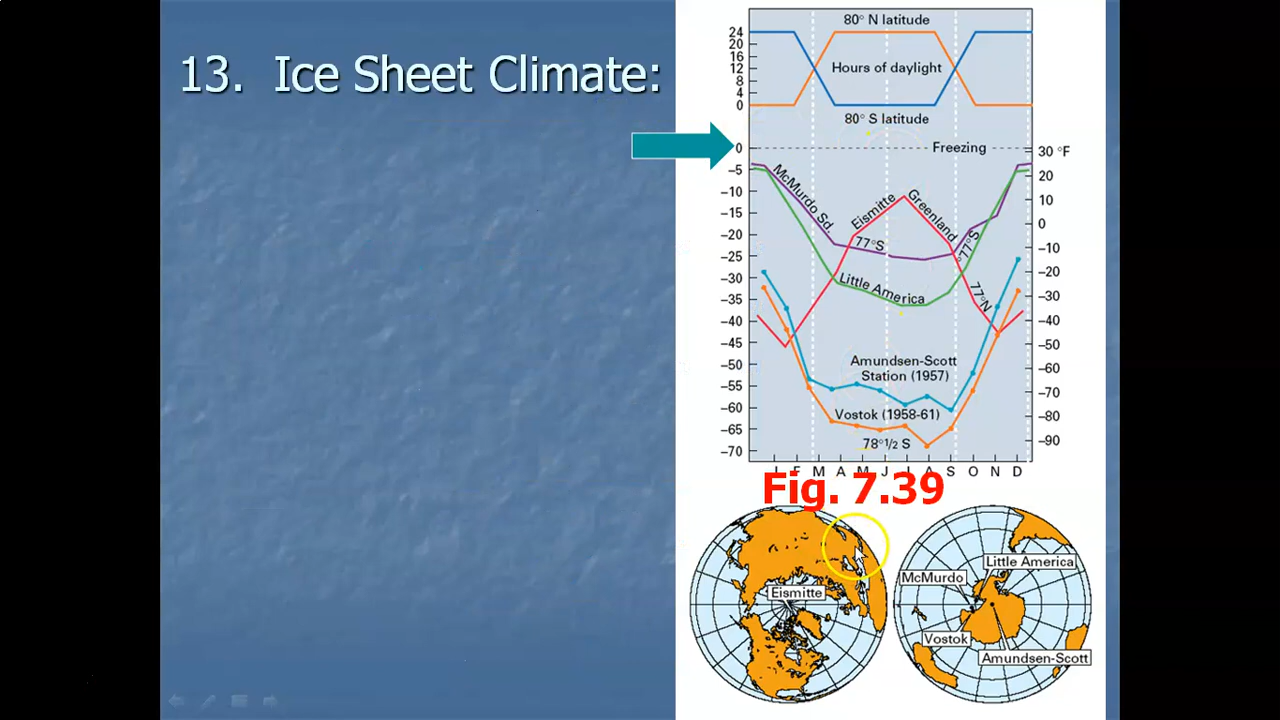 13. Ice Sheet Climate:
80° N latitude
24
20
16
12
8
4
0
Hours of daylight
80° S latitude
0
Freezing
30 °F
-5
-10
-15
-20
-25
-30
-35
-40
-45
-50
-55
-60
-65
-70
20
10
0
-10
-20
-30
-40
-50
-60
-70
-80
-90
McMurdo Sd.
77°S
Eismitte
Greenland
77°N
77°S
Little America
Amundsen-Scott
Station (1957)
Vostok (1958-61)
78°1/2 S
J F M A M J J A S O N D
Fig. 7.39
Eismitte
Little America
McMurdo
Vostok
Amundsen-Scott